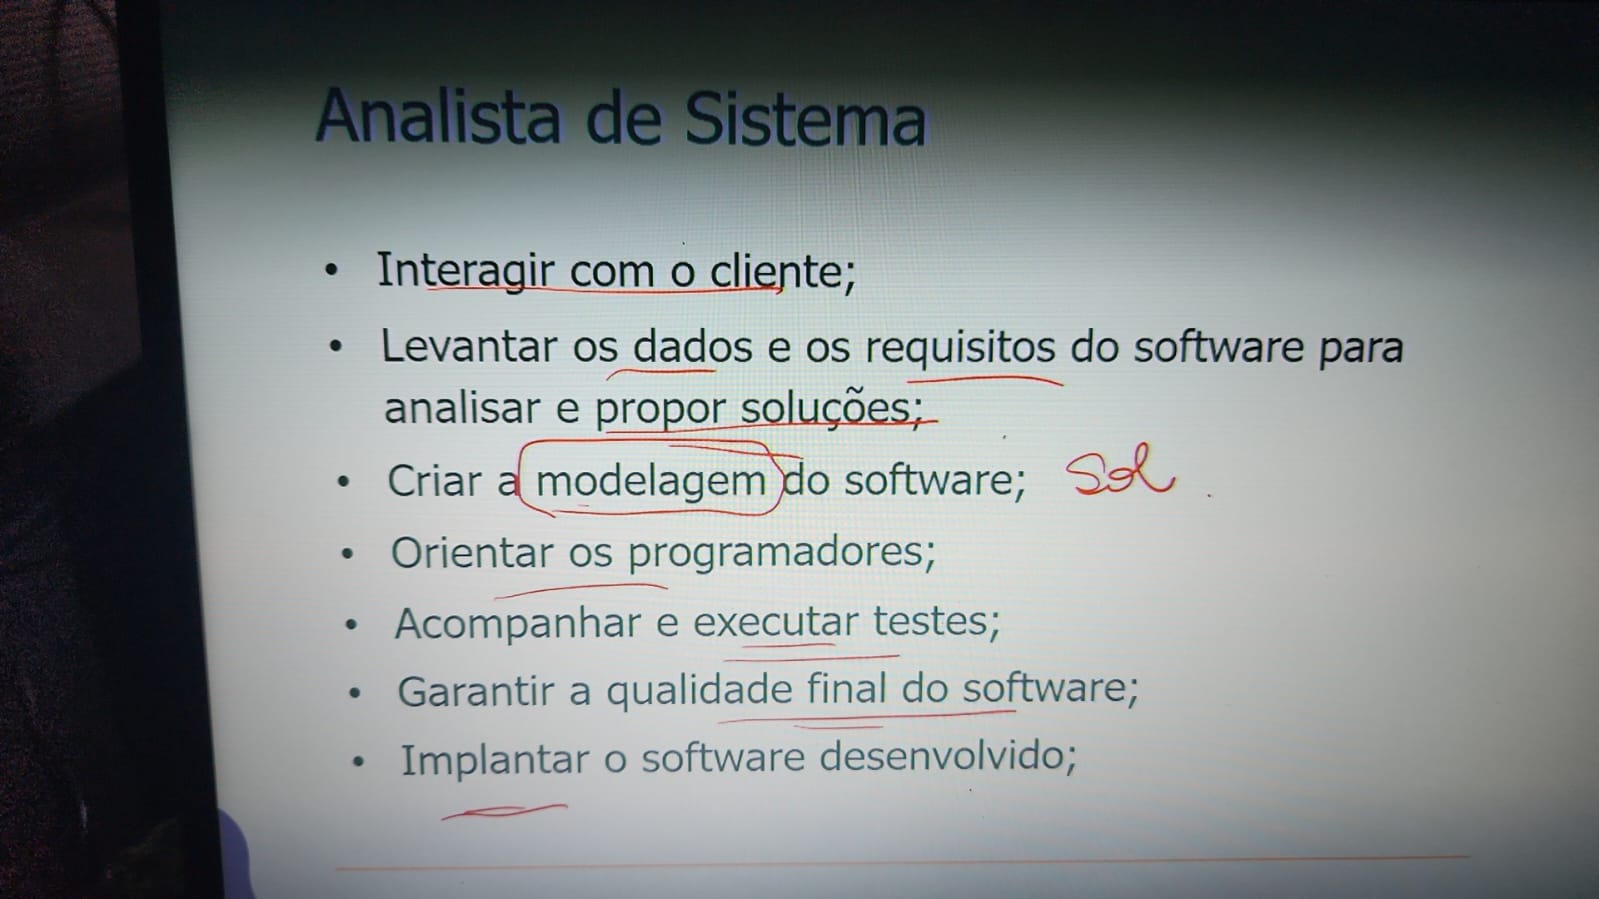 Analista de Sistema
• Interagir com o cliente;
• Levantar os dados e os requisitos do software para
analisar e propor soluções;
• Criar a modelagem do software; Sol
• Orientar os programadores;
• Acompanhar e executar testes;
• Garantir a qualidade final do software;
• Implantar o software desenvolvido;